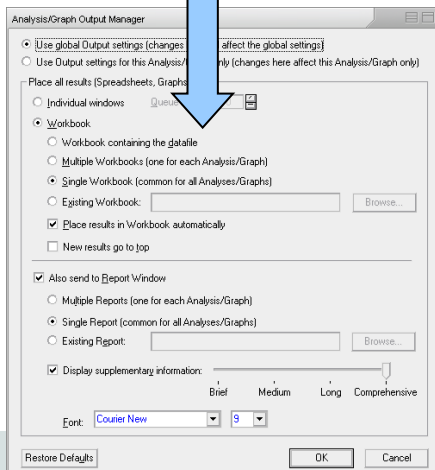 Analysis/Graph Output Manager
Use global Output settings (changes affect the global settings)
Use Output settings for this Analysis/ only (changes here affect this Analysis/Graph only)
Place all results (Spreadsheets, Graphs
Individual windows
Workbook
Workbook containing the datafile
Multiple Workbooks (one for each Analysis/Graph)
Single Workbook (common for all Analyses/Graphs)
Existing Workbook: Browse...
Place results in Workbook automatically
New results go to top
Also send to Report Window
Multiple Reports (one for each Analysis/Graph)
Single Report (common for all Analyses/Graphs)
Existing Report: Browse...
Display supplementary information:
Brief Medium Long Comprehensive
Font: Courier New 9
Restore Defaults OK Cancel